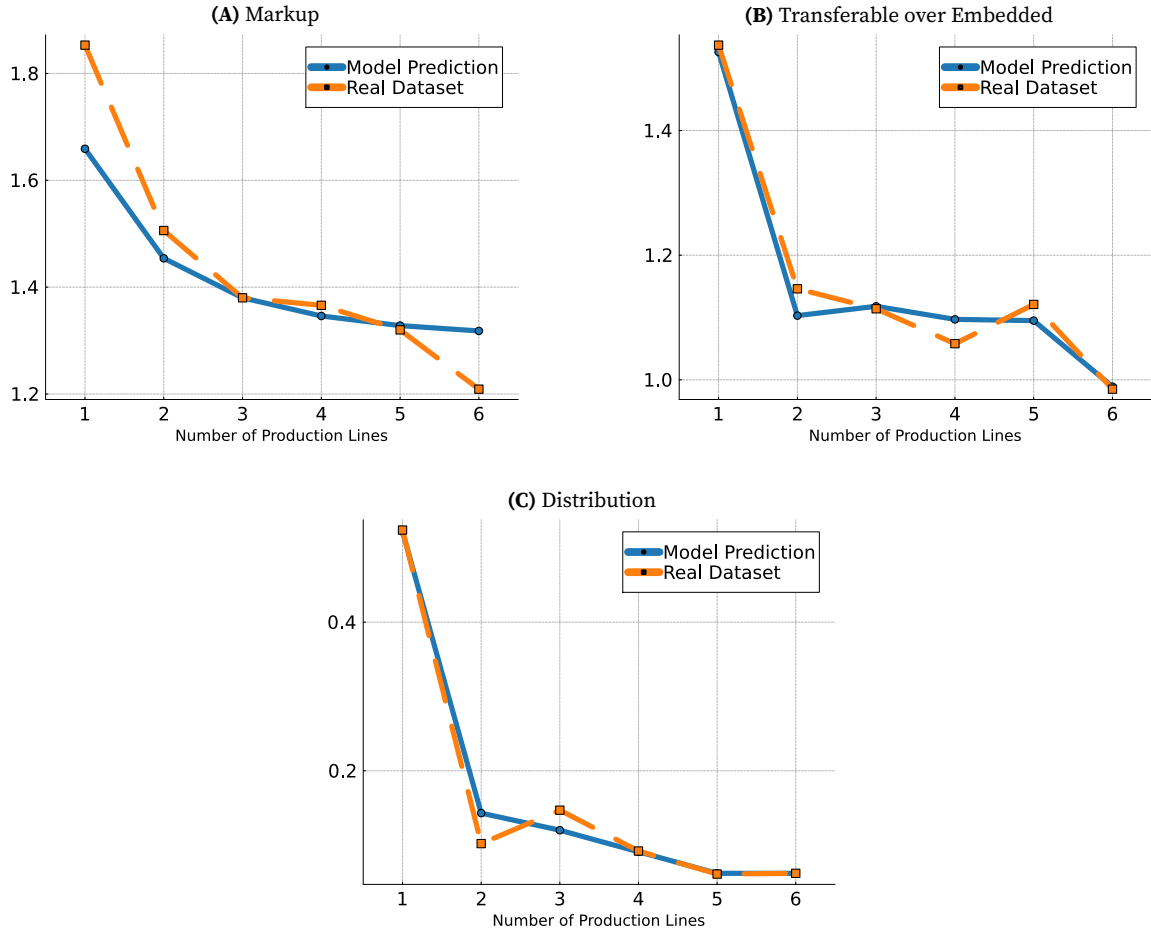 (A) Markup
1.8
1.6
1.4
1.2
1 2 3 4 5 6
Number of Production Lines
Model Prediction
Real Dataset
(B) Transferable over Embedded
1.4
1.2
1.0
1 2 3 4 5 6
Number of Production Lines
Model Prediction
Real Dataset
(C) Distribution
0.4
0.2
1 2 3 4 5 6
Number of Production Lines
Model Prediction
Real Dataset